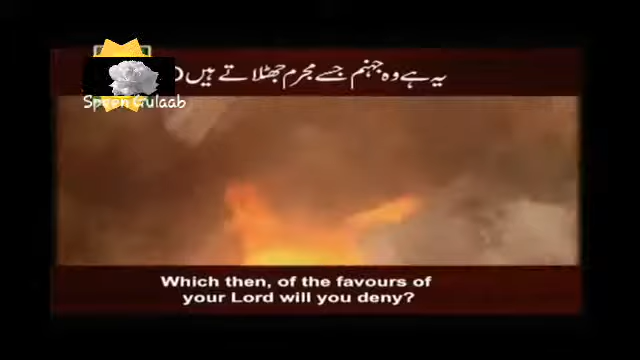 یہ ہے وہ جہنم جسے مجرم جھٹلاتے ہیں
Speen Gulaab
Which then, of the favours of
your Lord will you deny?